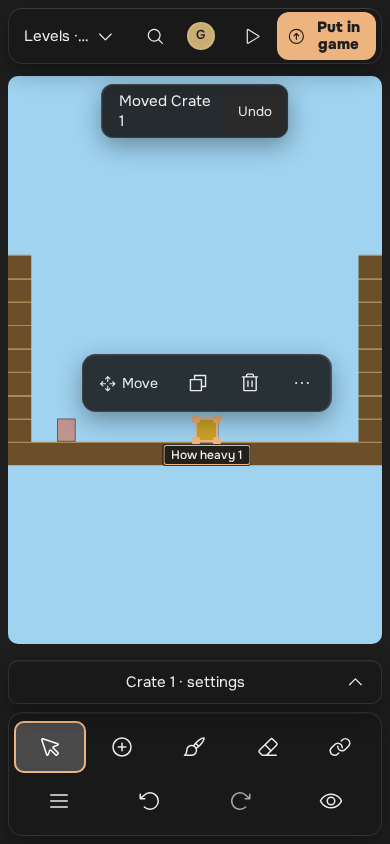 Levels ·...
G
Put in
game
Moved Crate
1
Undo
Move
How heavy 1
Crate 1 · settings